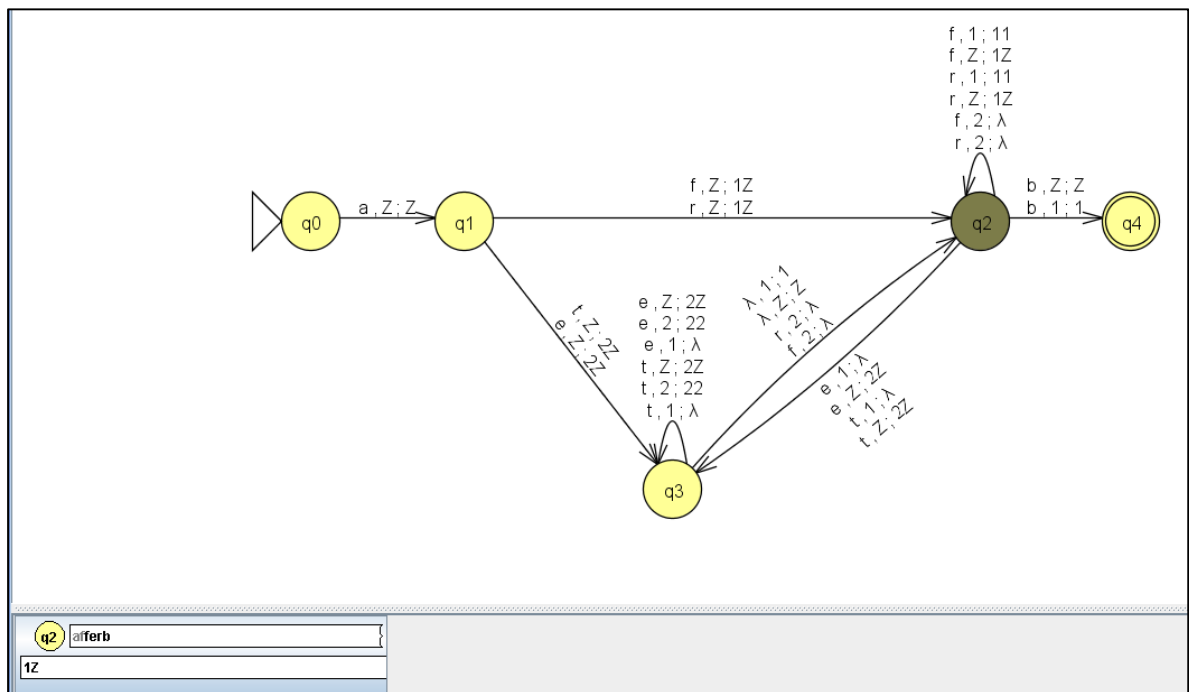 f , 1 ; 11
f , Z ; 1Z
r , 1 ; 11
r , Z ; 1Z
f , 2 ; λ
r , 2 ; λ
q0
a , Z ; Z
q1
f , Z ; 1Z
r , Z ; 1Z
q2
b , Z ; Z
b , 1 ; 1
q4
t , Z ; 2Z
e , Z ; 2Z
e , Z ; 2Z
e , 2 ; 22
e , 1 ; λ
t , Z ; 2Z
t , 2 ; 22
t , 1 ; λ
λ , 1 ; 1
λ , Z ; Z
r , 2 ; λ
f , 2 ; λ
e , 1 ; λ
e , Z ; 2Z
t , 1 ; λ
t , Z ; 2Z
q3
q2
afferb
1Z